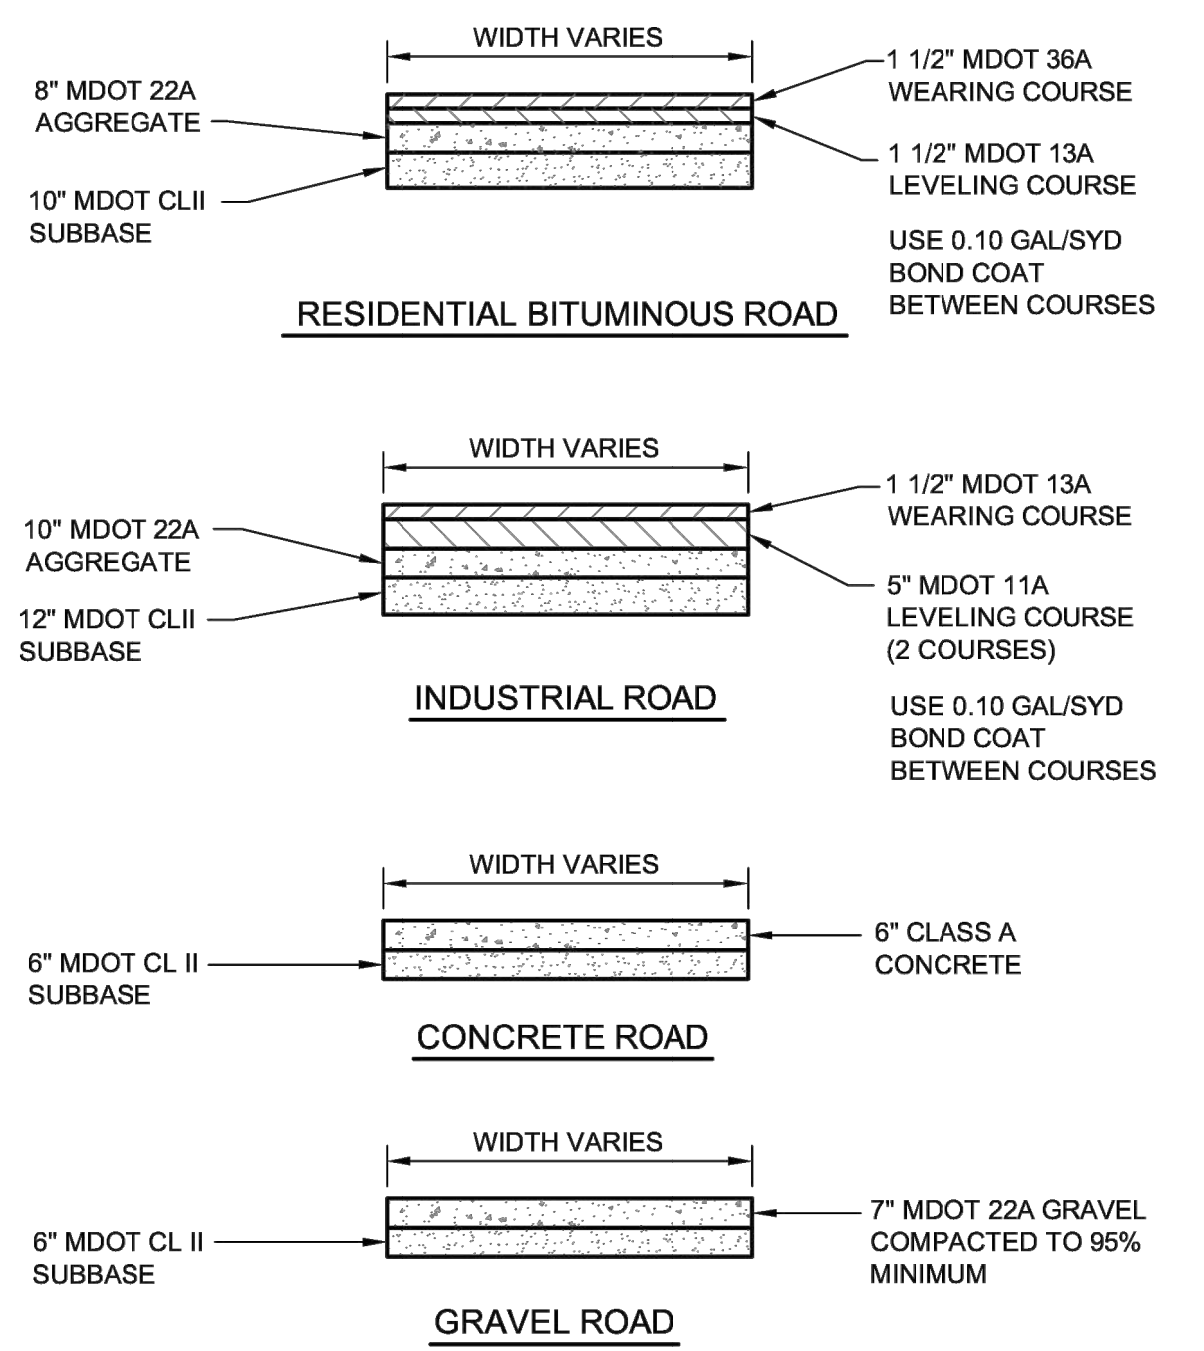 WIDTH VARIES
8" MDOT 22A
AGGREGATE
10" MDOT CLII
SUBBASE
1 1/2" MDOT 36A
WEARING COURSE
1 1/2" MDOT 13A
LEVELING COURSE
USE 0.10 GAL/SYD
BOND COAT
BETWEEN COURSES
RESIDENTIAL BITUMINOUS ROAD
WIDTH VARIES
10" MDOT 22A
AGGREGATE
12" MDOT CLII
SUBBASE
1 1/2" MDOT 13A
WEARING COURSE
5" MDOT 11A
LEVELING COURSE
(2 COURSES)
USE 0.10 GAL/SYD
BOND COAT
BETWEEN COURSES
INDUSTRIAL ROAD
WIDTH VARIES
6" MDOT CL II
SUBBASE
6" CLASS A
CONCRETE
CONCRETE ROAD
WIDTH VARIES
6" MDOT CL II
SUBBASE
7" MDOT 22A GRAVEL
COMPACTED TO 95%
MINIMUM
GRAVEL ROAD